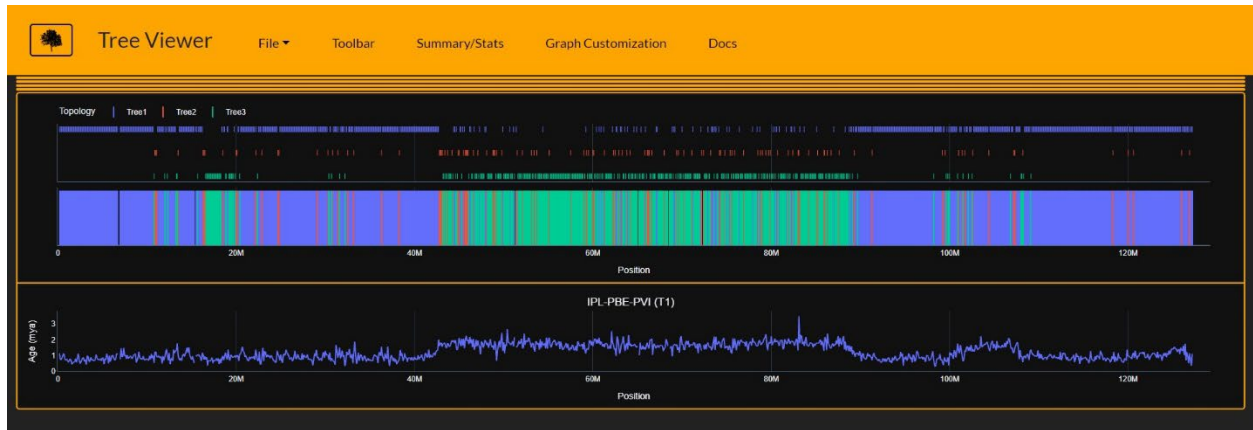 Tree Viewer File Toolbar Summary/Stats Graph Customization Docs
Topology Tree1 Tree2 Tree3
0 20M 40M 60M 80M 100M 120M
Position
IPL-PBE-PVI (T1)
Age (mya)
3
2
1
0
0 20M 40M 60M 80M 100M 120M
Position